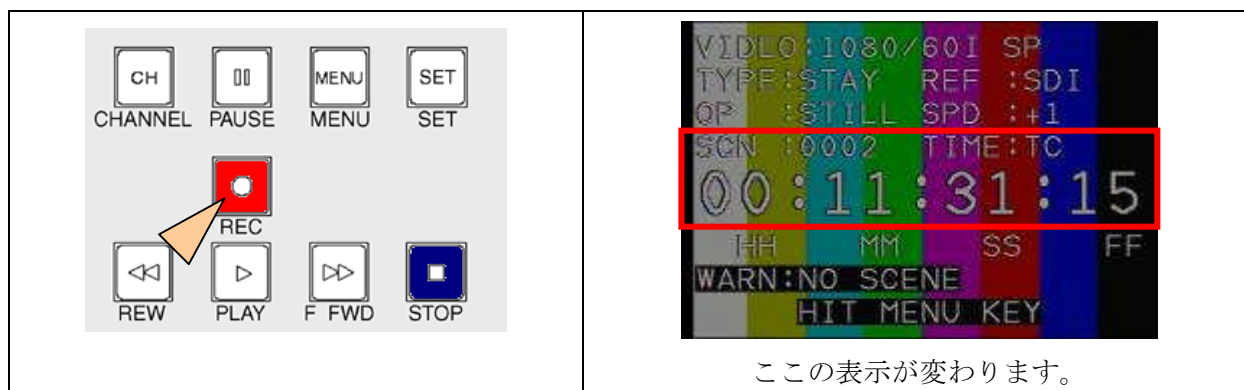 CH
MENU
SET
CHANNEL PAUSE MENU SET
REC
REW PLAY F FWD STOP
VIDLO:1080/60I SP
TYPE:STAY REF :SDI
OP :STILL SPD :+1
SCN :0002 TIME:TC
00:11:31:15
HH MM SS FF
WARN:NO SCENE
HIT MENU KEY
ここの表示が変わります。